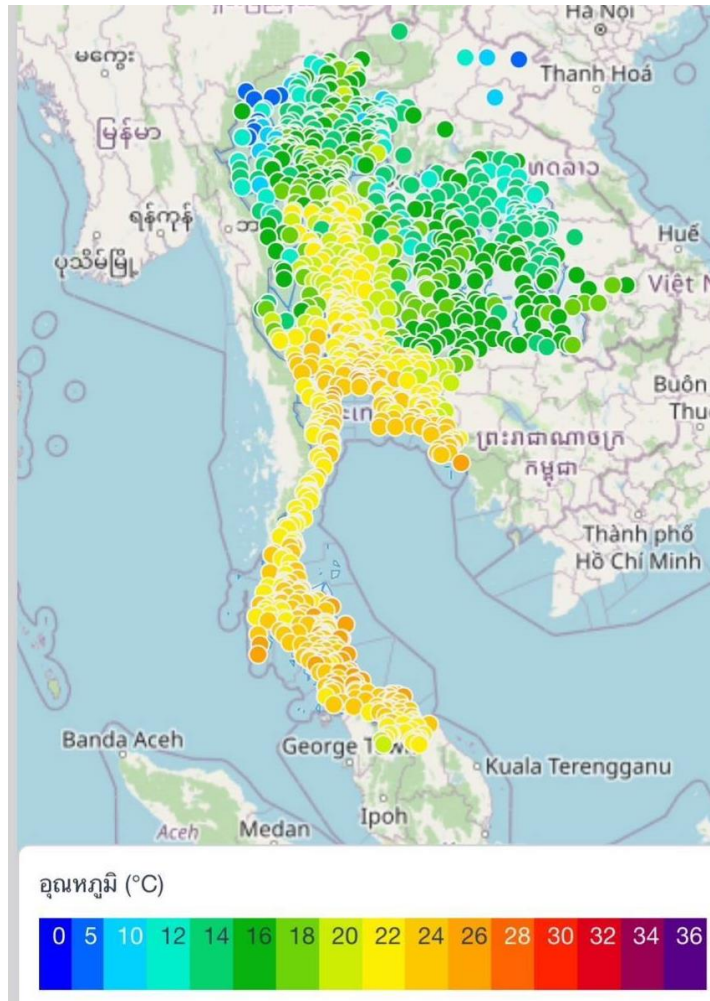 Hà Nội
မကွေး
Thanh Hoá
မြန်မာ
ທດລາວ
ရန်ကုန်
ဘ
Huế
ပုသိမ်မြို့
Việt N
Buôn
Thu
ព្រះរាជាណាចក្រ
កម្ពុជា
Thành phố
Hồ Chí Minh
Banda Aceh
George T
Kuala Terengganu
Ipoh
Aceh
Medan
อุณหภูมิ (°C)
0 5 10 12 14 16 18 20 22 24 26 28 30 32 34 36